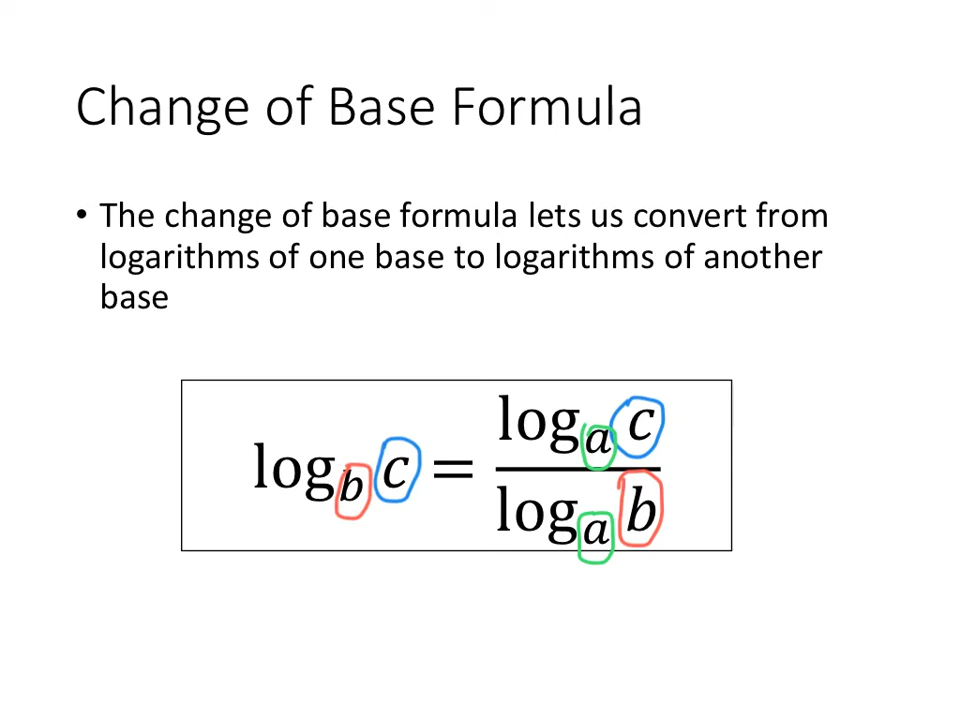 Change of Base Formula
• The change of base formula lets us convert from
logarithms of one base to logarithms of another
base
log_b c = \frac{log_a c}{log_a b}